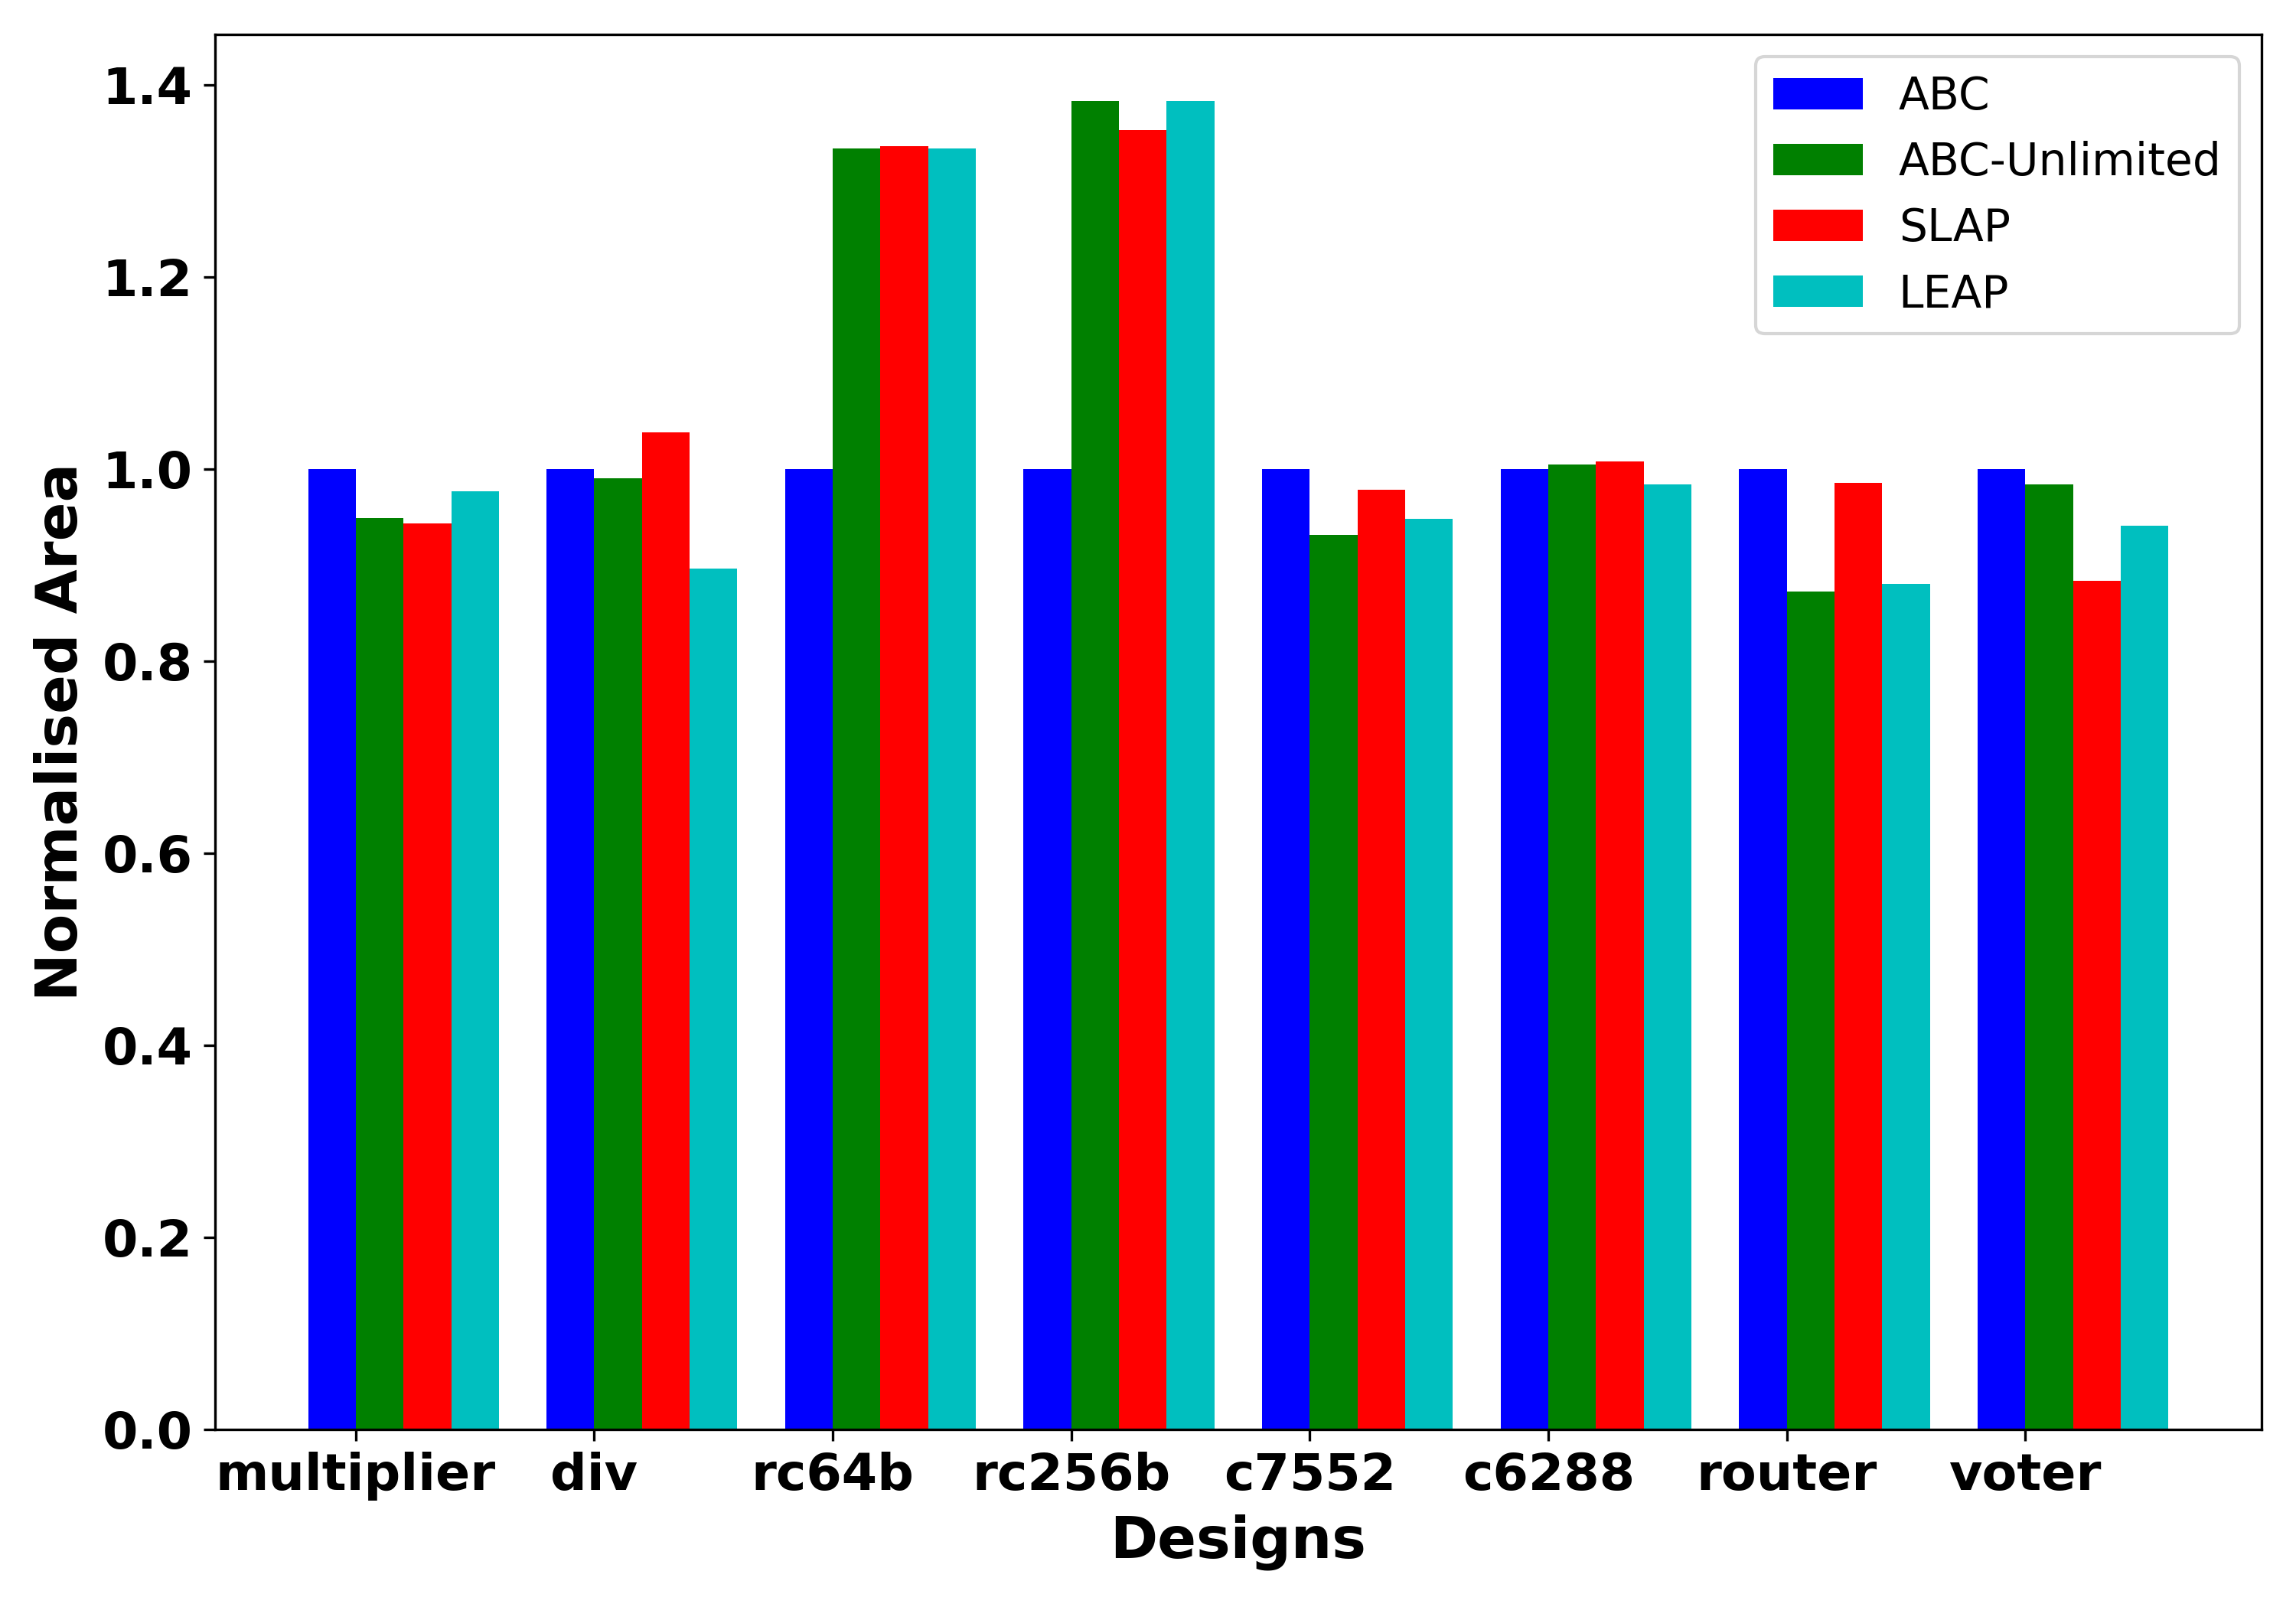 ABC
ABC-Unlimited
SLAP
LEAP
Normalised Area
1.4
1.2
1.0
0.8
0.6
0.4
0.2
0.0
multiplier div rc64b rc256b c7552 c6288 router voter
Designs